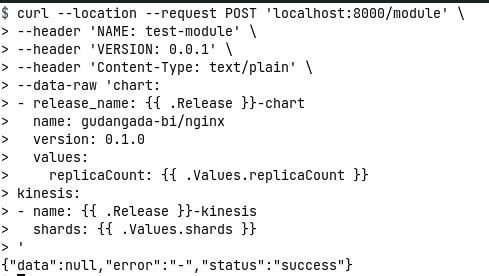 $ curl --location --request POST 'localhost:8000/module' \
> --header 'NAME: test-module' \
> --header 'VERSION: 0.0.1' \
> --header 'Content-Type: text/plain' \
> --data-raw 'chart:
> - release_name: {{ .Release }}-chart
>   name: gudangada-bi/nginx
>   version: 0.1.0
>   values:
>     replicaCount: {{ .Values.replicaCount }}
> kinesis:
> - name: {{ .Release }}-kinesis
>   shards: {{ .Values.shards }}
> '
{"data":null,"error":"-","status":"success"}